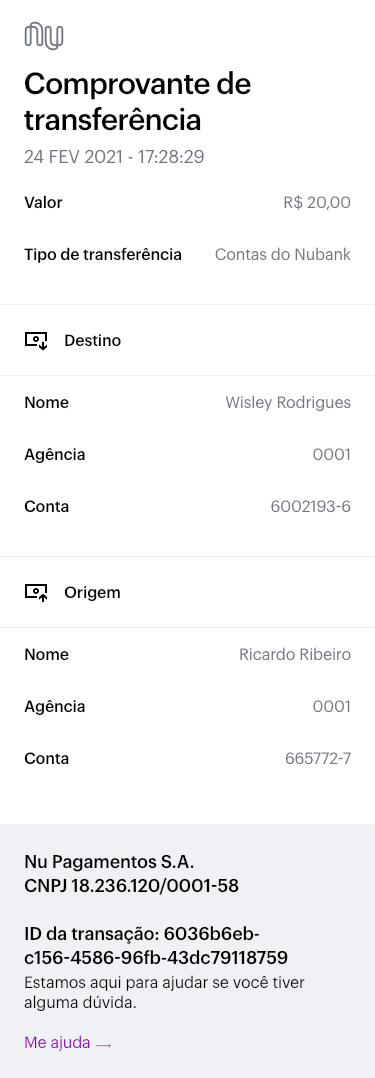 nu
Comprovante de
transferência
24 FEV 2021 - 17:28:29
Valor R$ 20,00
Tipo de transferência Contas do Nubank
Destino
Nome Wisley Rodrigues
Agência 0001
Conta 6002193-6
Origem
Nome Ricardo Ribeiro
Agência 0001
Conta 665772-7
Nu Pagamentos S.A.
CNPJ 18.236.120/0001-58
ID da transação: 6036b6eb-
c156-4586-96fb-43dc79118759
Estamos aqui para ajudar se você tiver
alguma dúvida.
Me ajuda →